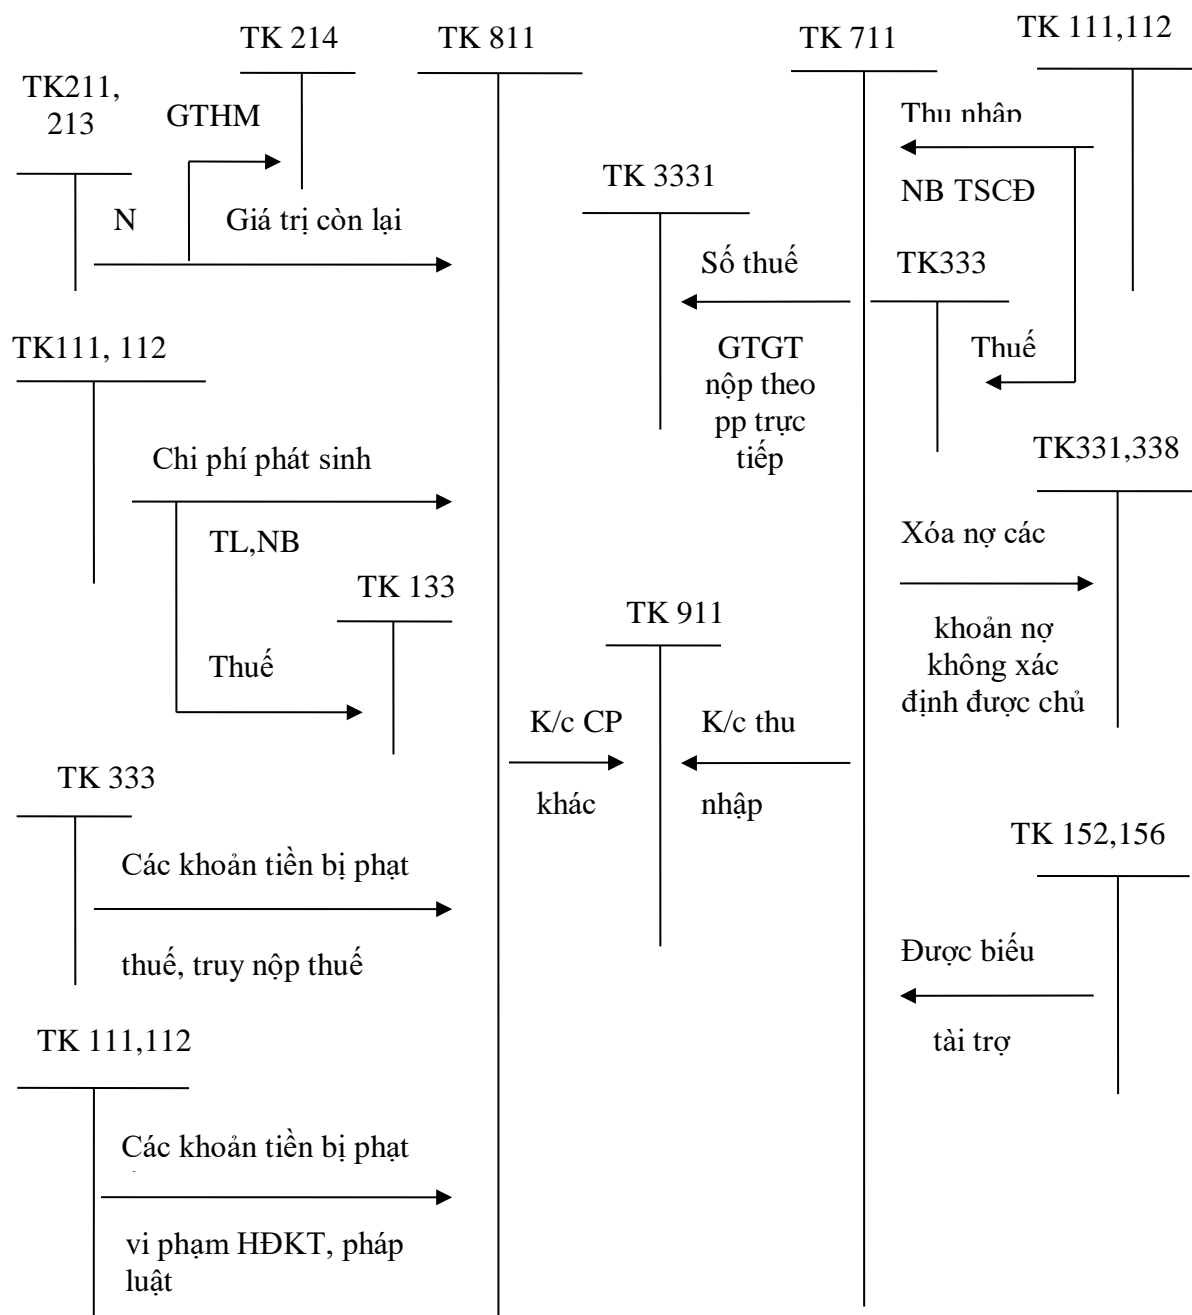 TK 214
TK 811
TK 711
TK 111,112
TK211,
213
GTHM
N
Giá trị còn lại
TK 3331
Thu nhập
NB TSCĐ
Số thuế
GTGT
nộp theo
pp trực
tiếp
TK333
Thuế
TK111, 112
Chi phí phát sinh
TL,NB
TK 133
Thuế
TK331,338
Xóa nợ các
khoản nợ
không xác
định được chủ
TK 911
K/c CP
khác
K/c thu
nhập
TK 333
Các khoản tiền bị phạt
thuế, truy nộp thuế
TK 152,156
Được biếu
tài trợ
TK 111,112
Các khoản tiền bị phạt
vi phạm HĐKT, pháp
luật